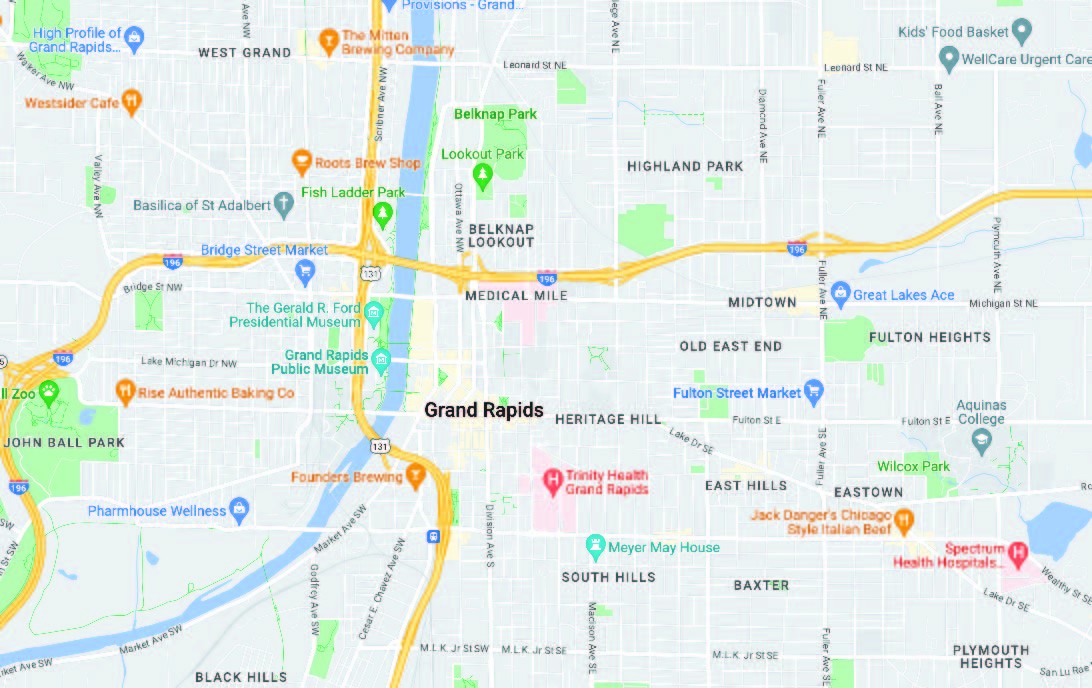 Provisions - Grand...
High Profile of
Grand Rapids...
Ave NW
WEST GRAND
The Mitten
Brewing Company
Kids' Food Basket
WellCare Urgent Care
Leonard St NE
Leonard St NE
Walker Ave NW
Westsider Cafe
Scribner Ave NW
llege Ave NE
Belknap Park
Diamond Ave NE
Fuller Ave NE
Ball Ave NE
Lookout Park
Roots Brew Shop
HIGHLAND PARK
Valley Ave NW
Fish Ladder Park
Basilica of St Adalbert
Ottawa Ave NW
BELKNAP
LOOKOUT
Plymouth Ave NE
Bridge Street Market
196
131
196
196
Bridge St NW
MEDICAL MILE
MIDTOWN
Fuller Ave NE
Great Lakes Ace
Michigan St NE
The Gerald R. Ford
Presidential Museum
OLD EAST END
FULTON HEIGHTS
196
Lake Michigan Dr NW
Grand Rapids
Public Museum
5
ll Zoo
Rise Authentic Baking Co
Fulton Street Market
Grand Rapids
HERITAGE HILL
Fulton St E
Fulton St E
Aquinas
College
JOHN BALL PARK
131
Lake Dr SE
Fuller Ave SE
Wilcox Park
Founders Brewing
Trinity Health
Grand Rapids
EAST HILLS
EASTOWN
Ro
196
Pharmhouse Wellness
Market Ave SW
Division Ave S
Jack Danger's Chicago
Style Italian Beef
SW
n St SW
Meyer May House
Spectrum
Health Hospitals...
SOUTH HILLS
BAXTER
Wealthy St SE
Godfrey Ave SW
Cesar E. Chavez Ave SW
Lake Dr SE
Madison Ave SE
Market Ave SW
M.L.K. Jr St SW
M.L.K. Jr St SE
M.L.K. Jr St SE
Fuller Ave SE
PLYMOUTH
HEIGHTS
rket Ave SW
BLACK HILLS
San Lu Rae